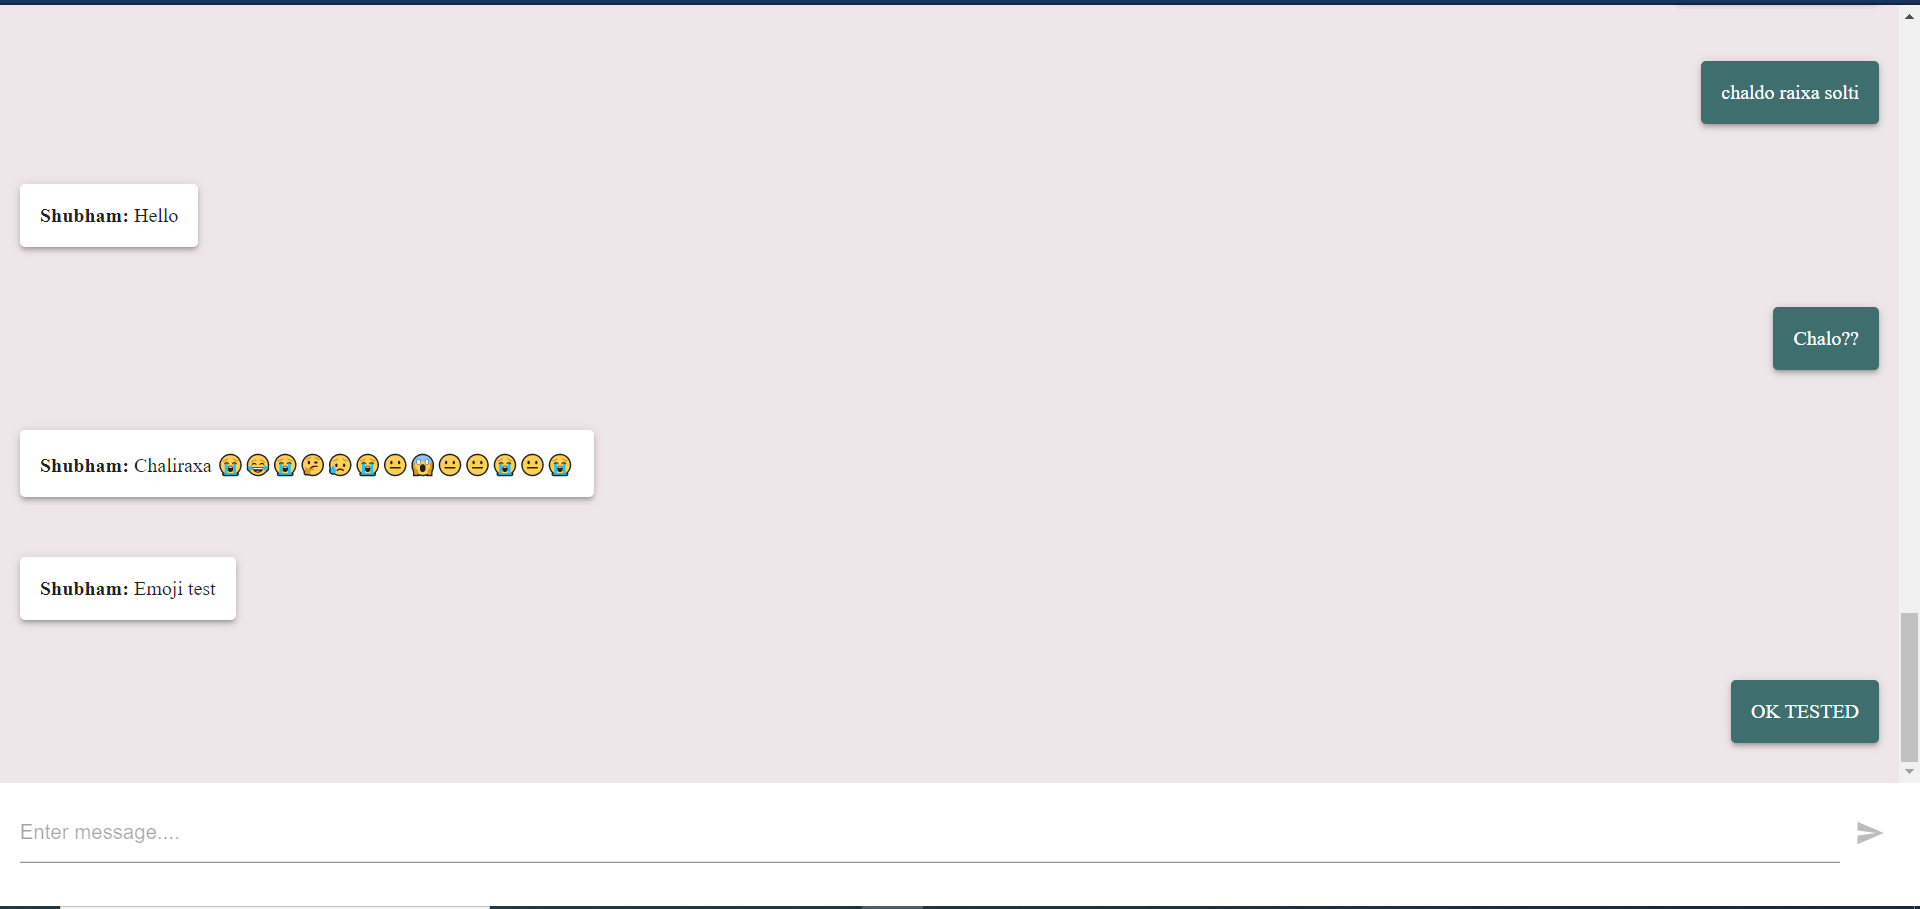 chaldo raixa solti
Shubham: Hello
Chalo??
Shubham: Chaliraxa 😭😂😭🤔😥😭😐😱😐😐😭😐😭
Shubham: Emoji test
OK TESTED
Enter message....